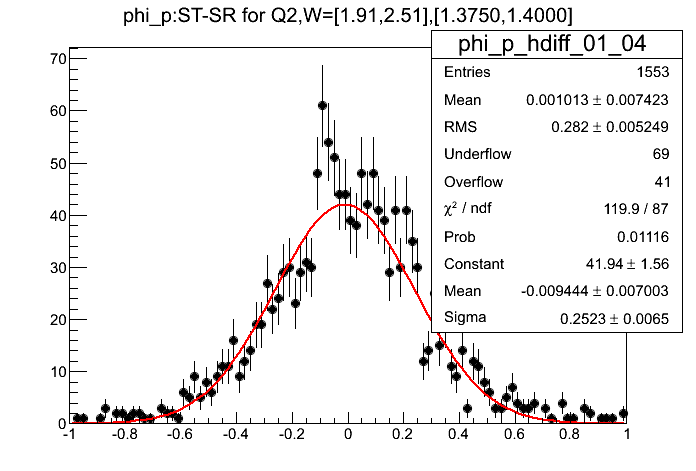 phi_p:ST-SR for Q2,W=[1.91,2.51],[1.3750,1.4000]
phi_p_hdiff_01_04
Entries 1553
Mean 0.001013 ± 0.007423
RMS 0.282 ± 0.005249
Underflow 69
Overflow 41
χ² / ndf 119.9 / 87
Prob 0.01116
Constant 41.94 ± 1.56
Mean -0.009444 ± 0.007003
Sigma 0.2523 ± 0.0065
70
60
50
40
30
20
10
0
-1 -0.8 -0.6 -0.4 -0.2 0 0.2 0.4 0.6 0.8 1